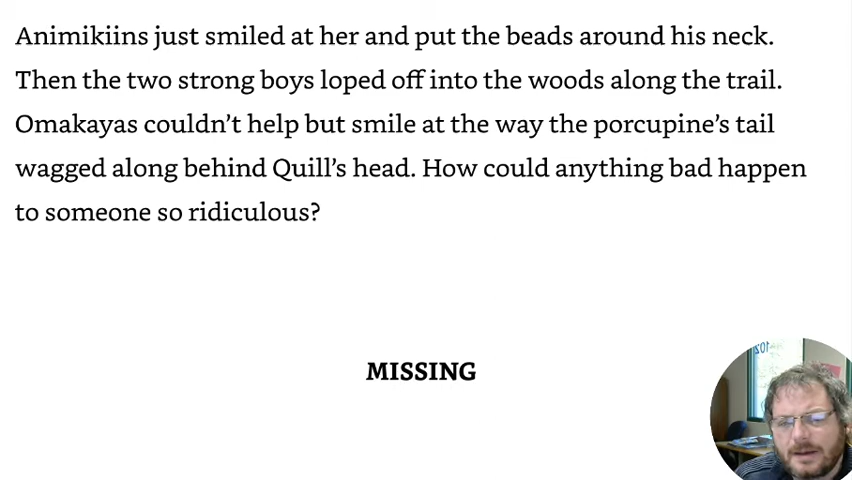 Animikiins just smiled at her and put the beads around his neck.
Then the two strong boys loped off into the woods along the trail.
Omakayas couldn’t help but smile at the way the porcupine’s tail
wagged along behind Quill’s head. How could anything bad happen
to someone so ridiculous?
MISSING